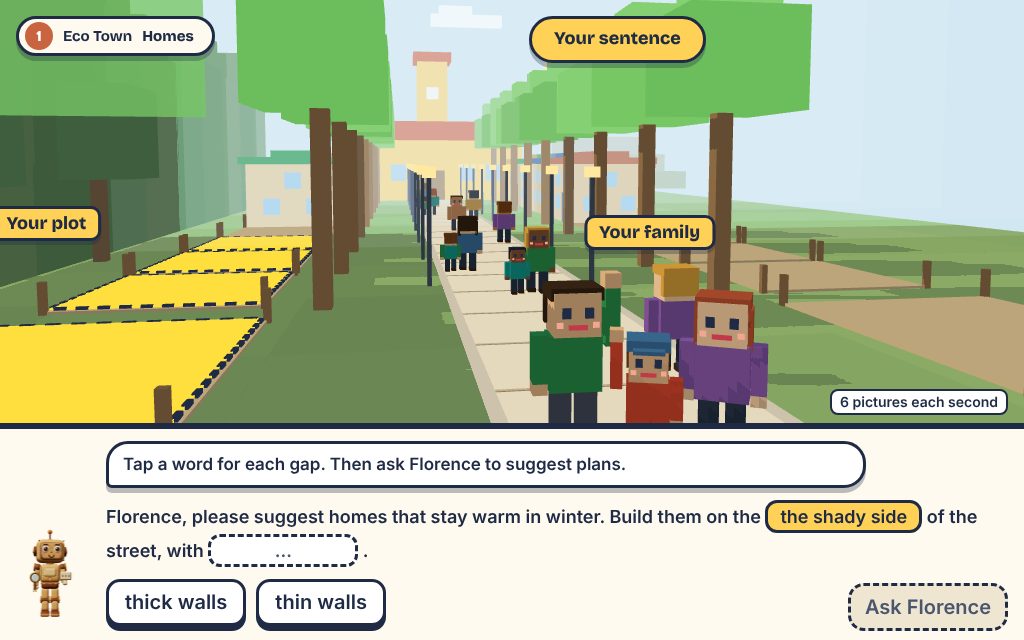 1 Eco Town Homes
Your sentence
Your plot
Your family
6 pictures each second
Tap a word for each gap. Then ask Florence to suggest plans.
Florence, please suggest homes that stay warm in winter. Build them on the the shady side of the
street, with ... .
thick walls thin walls
Ask Florence